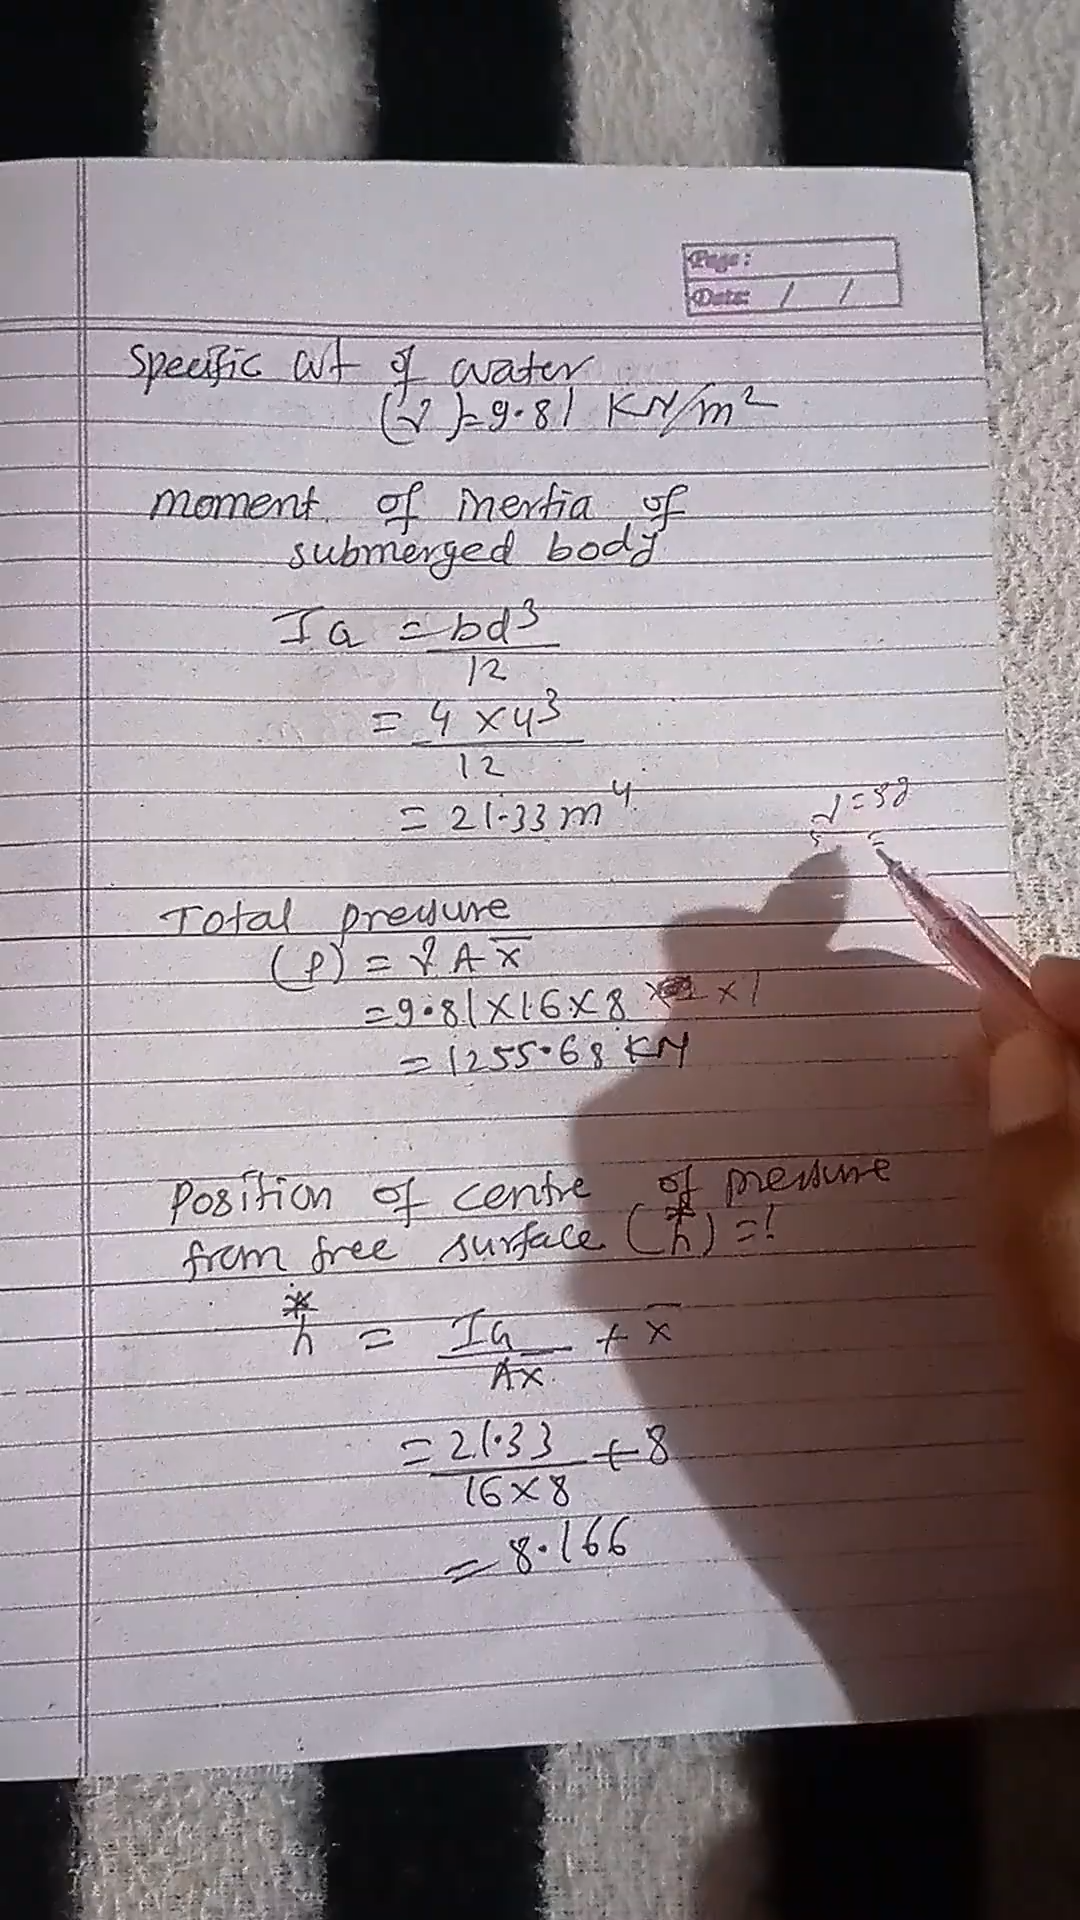 Page:
Date: / /
Specific wt of water
(γ) = 9.81 KN/m²
moment of inertia of
submerged body
IG = bd³
12
= 4 × 4³
12
= 21.33 m⁴
Total pressure
(P) = γ A x̄
= 9.81 × 16 × 8 × 1
= 1255.68 KN
Position of centre of pressure
from free surface (h*) = !
h* = IG + x̄
Ax
= 21.33 + 8
16 × 8
= 8.166